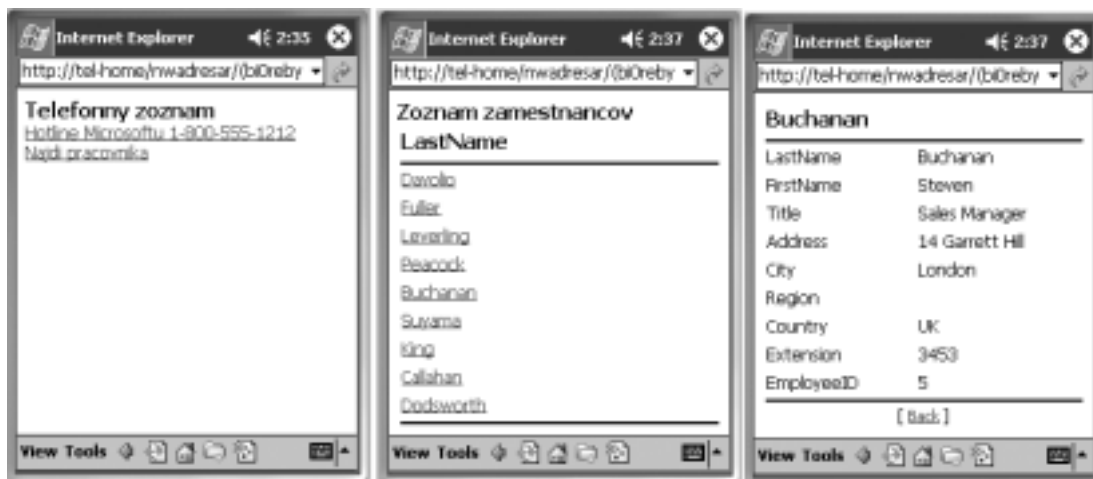 Internet Explorer 2:35
http://tel-home/nwadresar/(bi0reby
Telefonny zoznam
Hotline Microsoftu 1-800-555-1212
Najdi pracovnika
View Tools
Internet Explorer 2:37
http://tel-home/nwadresar/(bi0reby
Zoznam zamestnancov
LastName
Davolio
Fuller
Leverling
Peacock
Buchanan
Suyama
King
Callahan
Dodsworth
View Tools
Internet Explorer 2:37
http://tel-home/nwadresar/(bi0reby
Buchanan
LastName Buchanan
FirstName Steven
Title Sales Manager
Address 14 Garrett Hill
City London
Region
Country UK
Extension 3453
EmployeeID 5
[ Back ]
View Tools